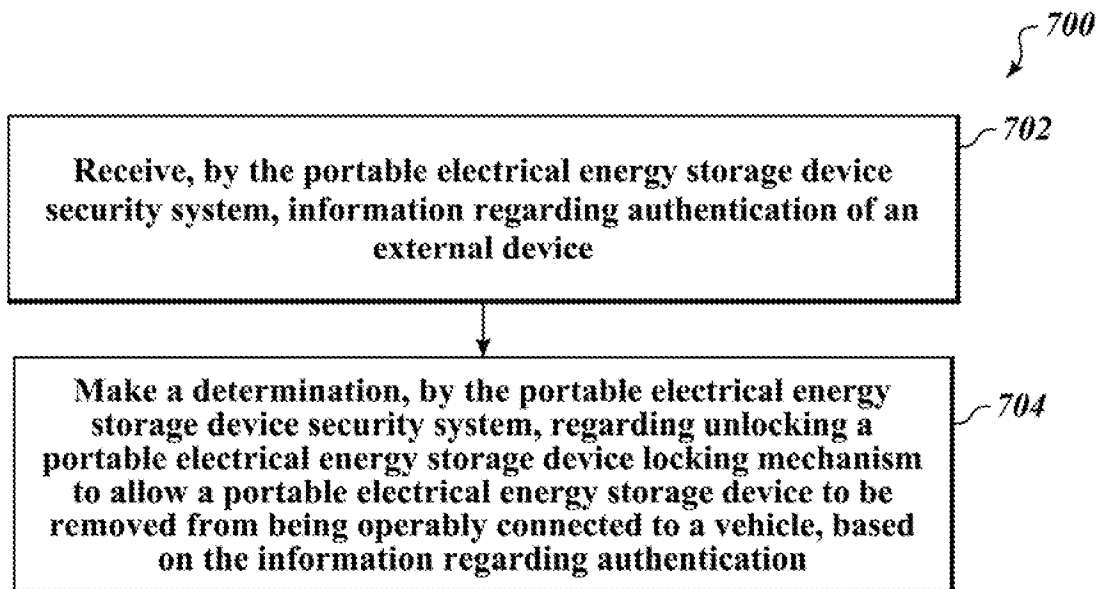 700
702
Receive, by the portable electrical energy storage device
security system, information regarding authentication of an
external device
704
Make a determination, by the portable electrical energy
storage device security system, regarding unlocking a
portable electrical energy storage device locking mechanism
to allow a portable electrical energy storage device to be
removed from being operably connected to a vehicle, based
on the information regarding authentication